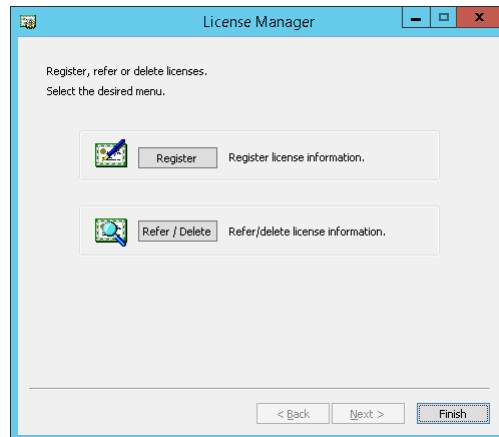 License Manager
Register, refer or delete licenses.
Select the desired menu.
Register
Register license information.
Refer / Delete
Refer/delete license information.
< Back
Next >
Finish